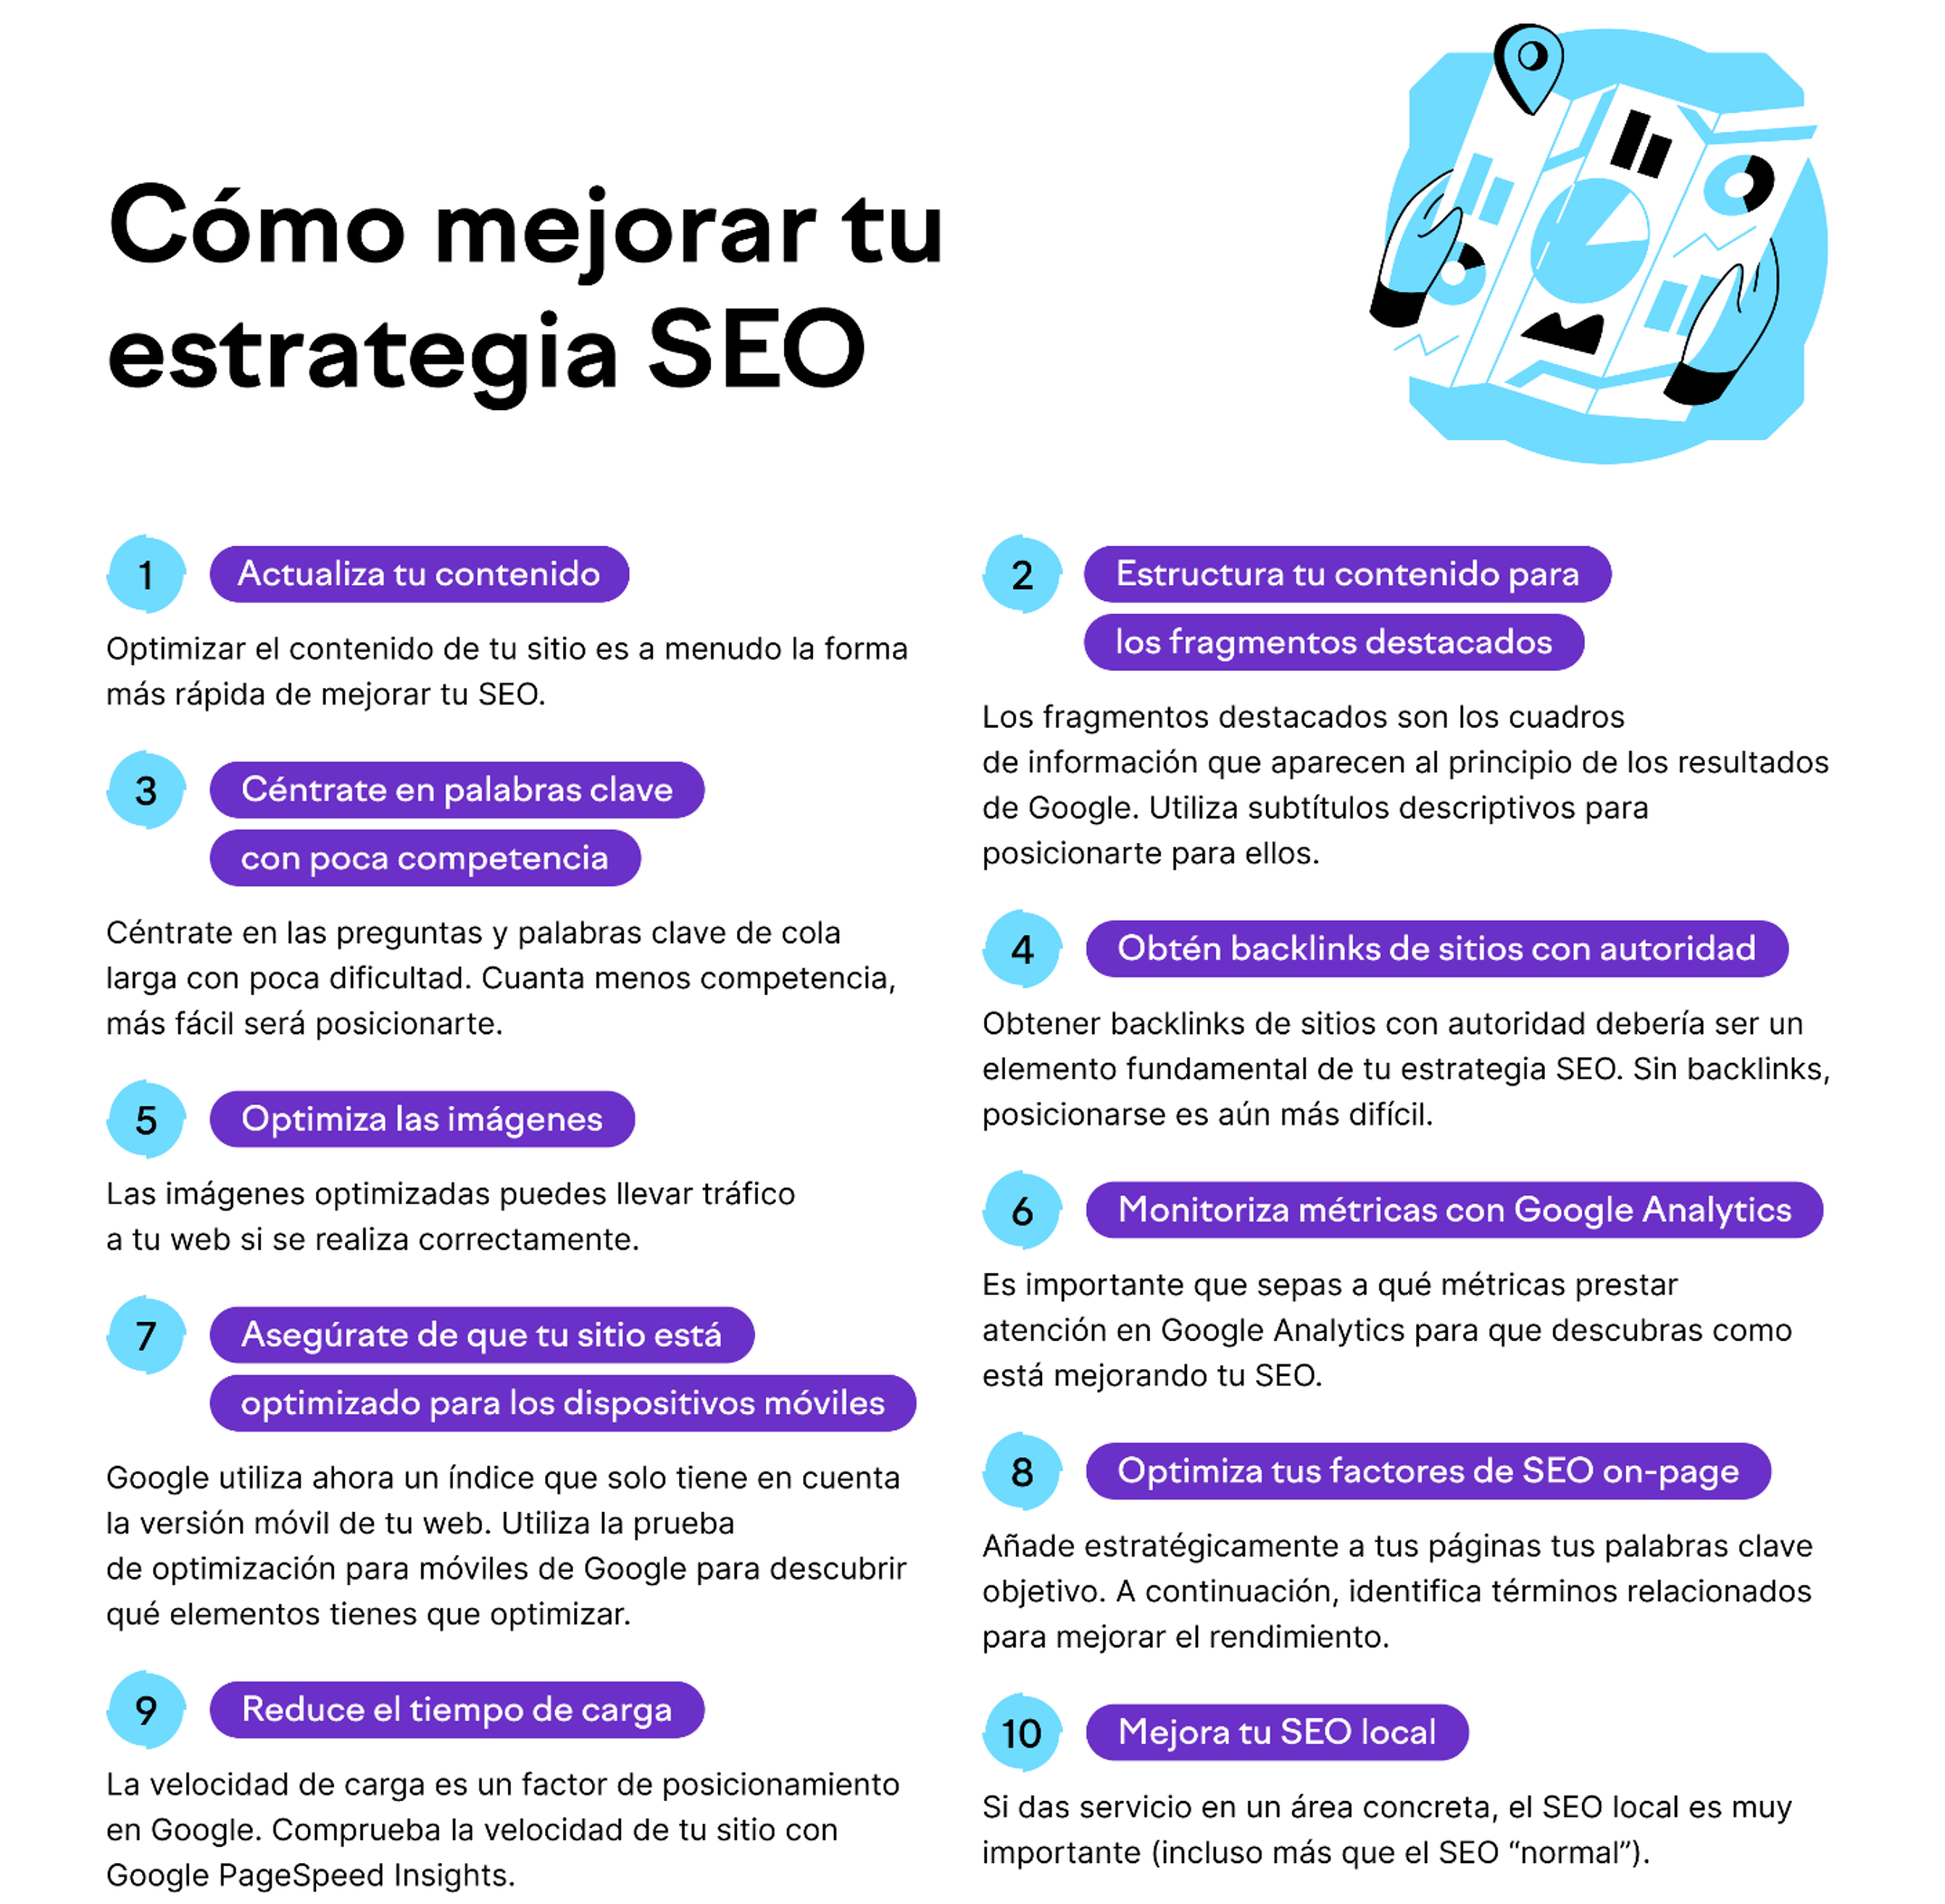 Cómo mejorar tu
estrategia SEO
1
Actualiza tu contenido
Optimizar el contenido de tu sitio es a menudo la forma
más rápida de mejorar tu SEO.
2
Estructura tu contenido para
los fragmentos destacados
Los fragmentos destacados son los cuadros
de información que aparecen al principio de los resultados
de Google. Utiliza subtítulos descriptivos para
posicionarte para ellos.
3
Céntrate en palabras clave
con poca competencia
Céntrate en las preguntas y palabras clave de cola
larga con poca dificultad. Cuanta menos competencia,
más fácil será posicionarte.
4
Obtén backlinks de sitios con autoridad
Obtener backlinks de sitios con autoridad debería ser un
elemento fundamental de tu estrategia SEO. Sin backlinks,
posicionarse es aún más difícil.
5
Optimiza las imágenes
Las imágenes optimizadas puedes llevar tráfico
a tu web si se realiza correctamente.
6
Monitoriza métricas con Google Analytics
Es importante que sepas a qué métricas prestar
atención en Google Analytics para que descubras como
está mejorando tu SEO.
7
Asegúrate de que tu sitio está
optimizado para los dispositivos móviles
Google utiliza ahora un índice que solo tiene en cuenta
la versión móvil de tu web. Utiliza la prueba
de optimización para móviles de Google para descubrir
qué elementos tienes que optimizar.
8
Optimiza tus factores de SEO on-page
Añade estratégicamente a tus páginas tus palabras clave
objetivo. A continuación, identifica términos relacionados
para mejorar el rendimiento.
9
Reduce el tiempo de carga
La velocidad de carga es un factor de posicionamiento
en Google. Comprueba la velocidad de tu sitio con
Google PageSpeed Insights.
10
Mejora tu SEO local
Si das servicio en un área concreta, el SEO local es muy
importante (incluso más que el SEO “normal”).